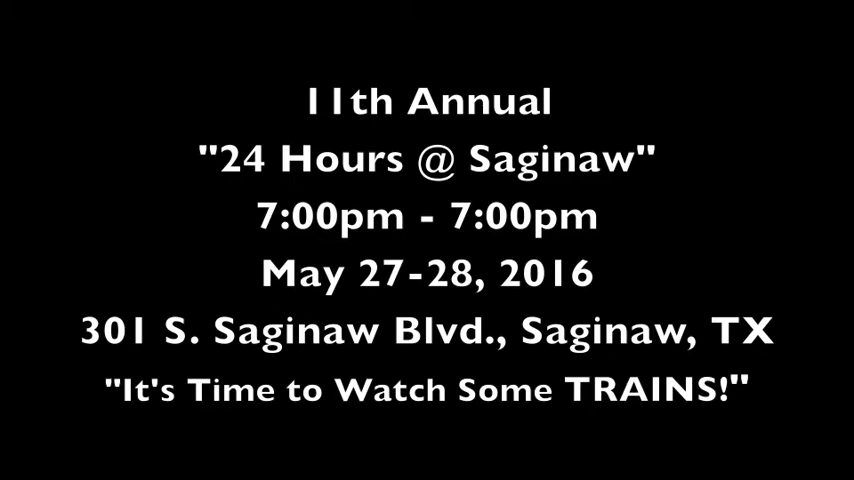 11th Annual
"24 Hours @ Saginaw"
7:00pm - 7:00pm
May 27-28, 2016
301 S. Saginaw Blvd., Saginaw, TX
"It's Time to Watch Some TRAINS!"